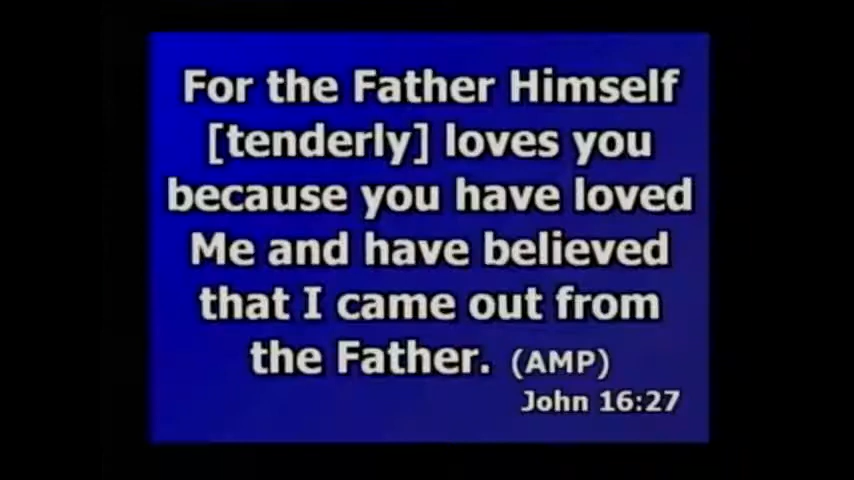 For the Father Himself
[tenderly] loves you
because you have loved
Me and have believed
that I came out from
the Father. (AMP)
John 16:27